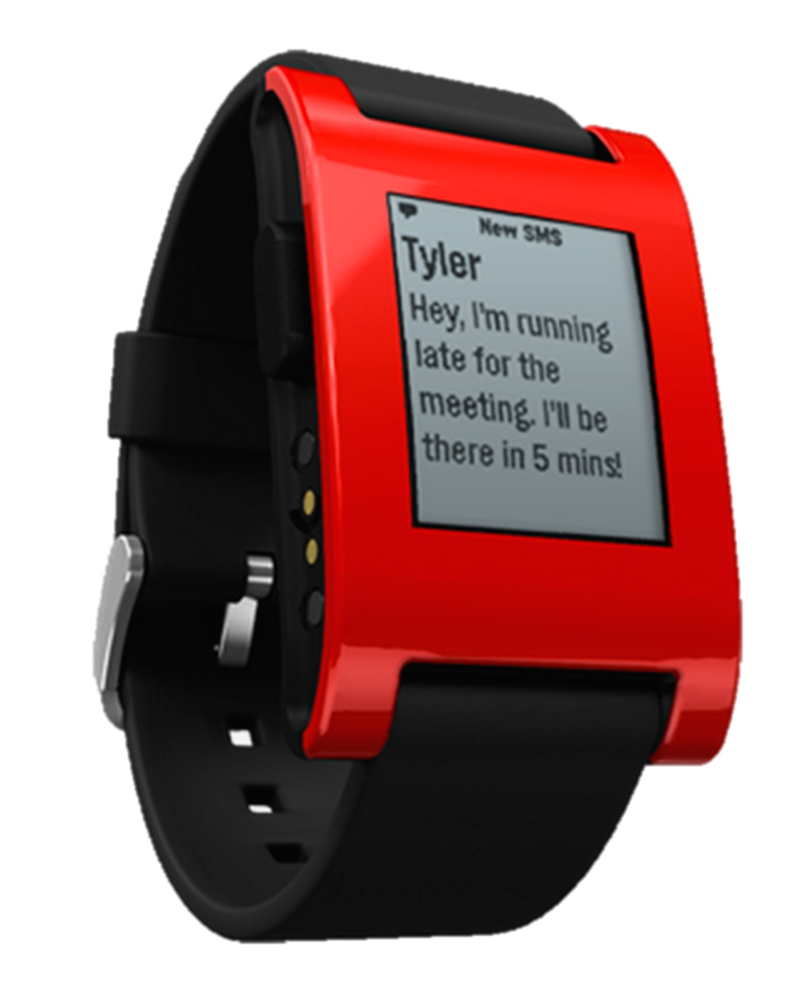 New SMS
Tyler
Hey, I'm running
late for the
meeting. I'll be
there in 5 mins!